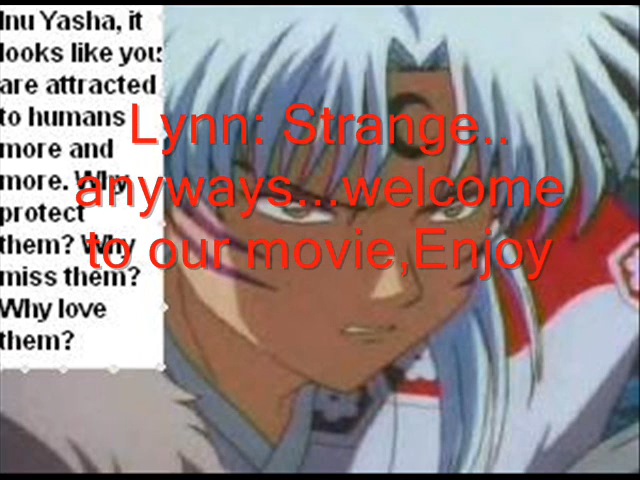 Inu Yasha, it
looks like you
are attracted
to humans
more and
more. Why
protect
them? Why
miss them?
Why love
them?
Lynn: Strange..
anyways...welcome
to our movie,Enjoy